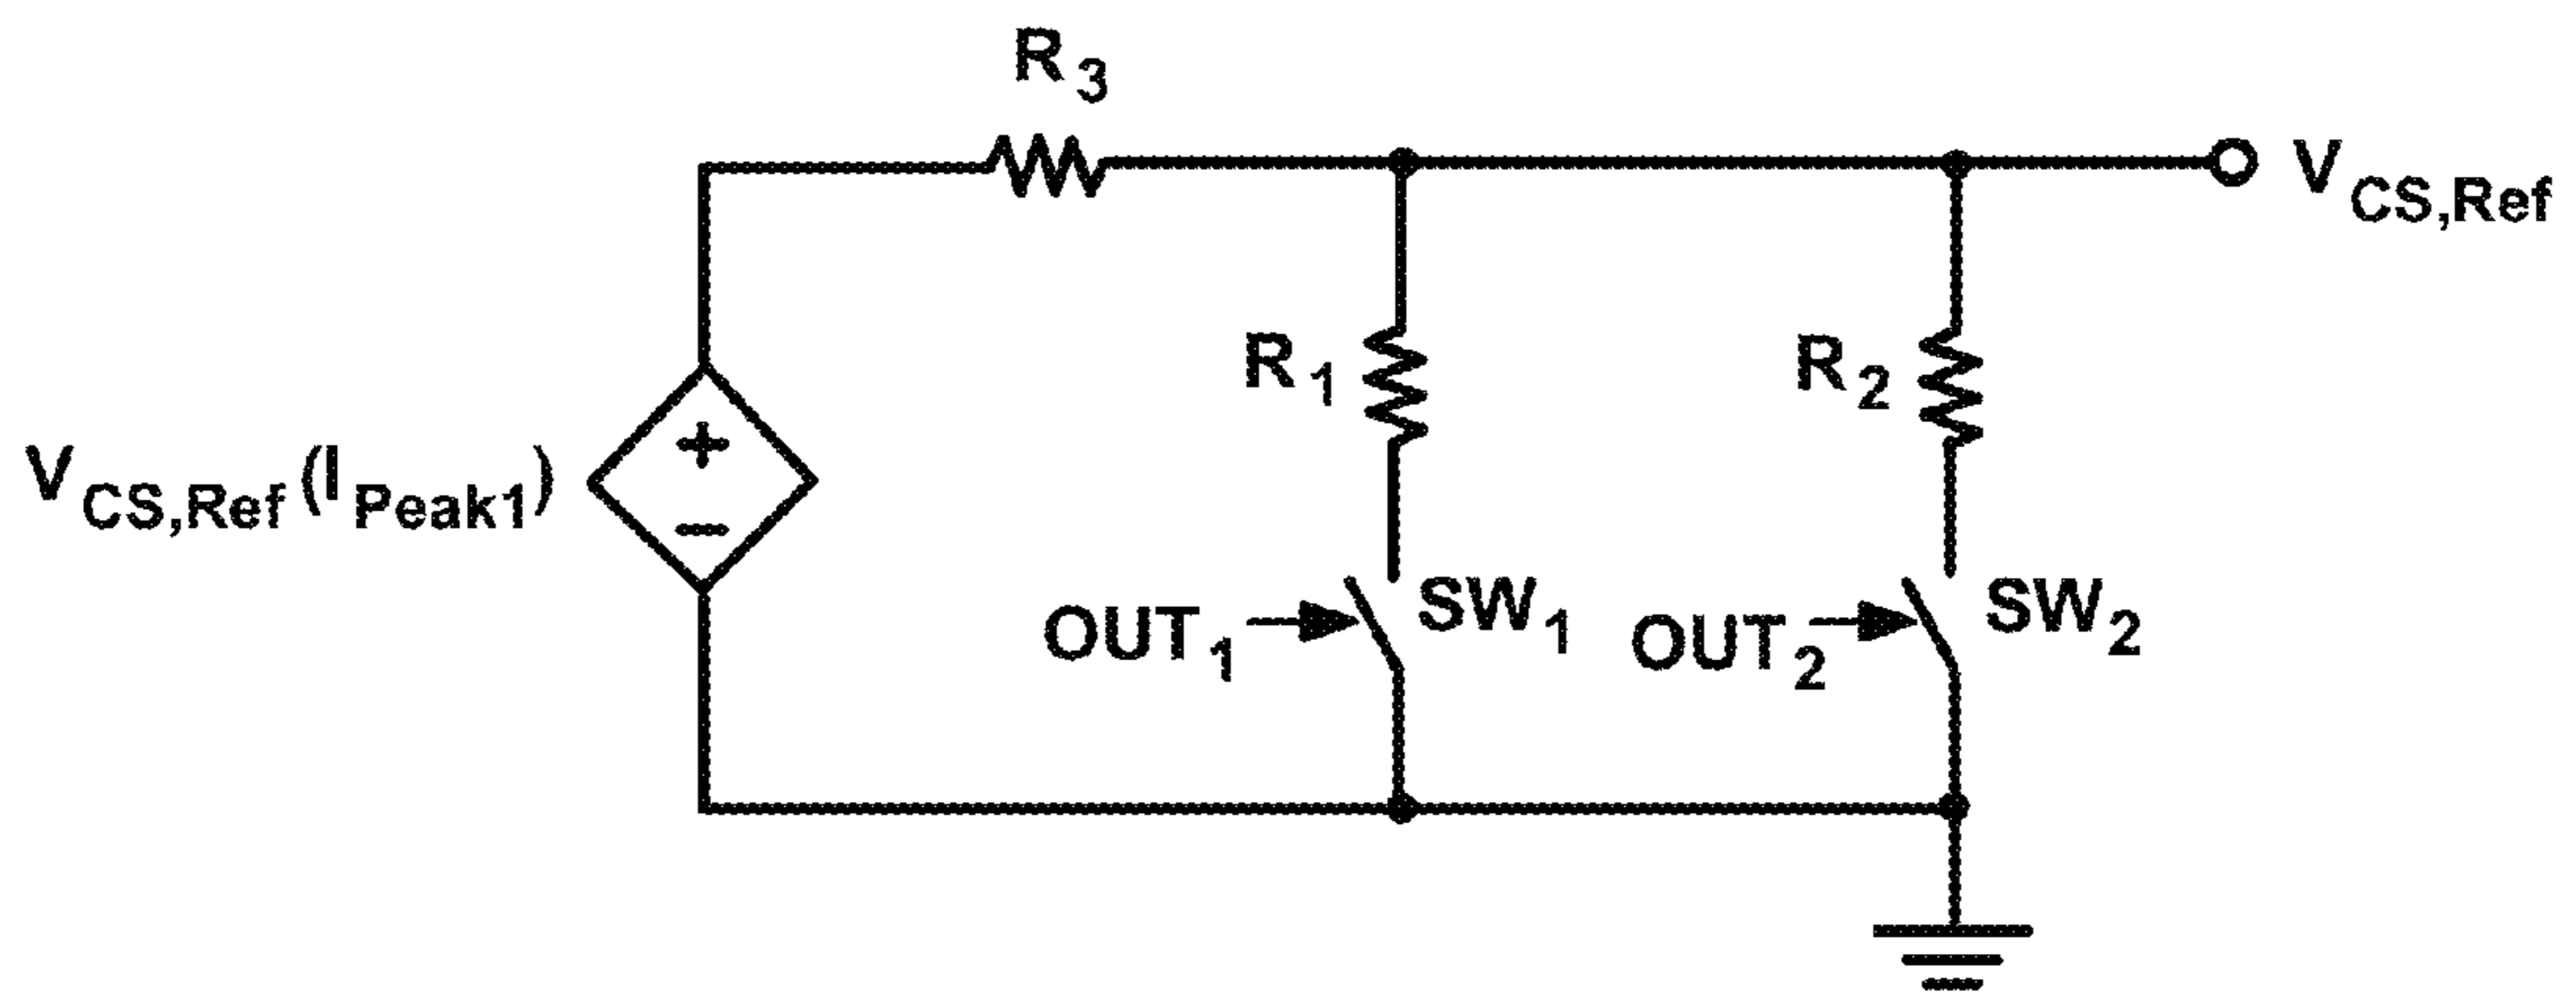 R3
VCS,Ref
R1
R2
VCS,Ref (IPeak1)
+
−
OUT1
SW1
OUT2
SW2